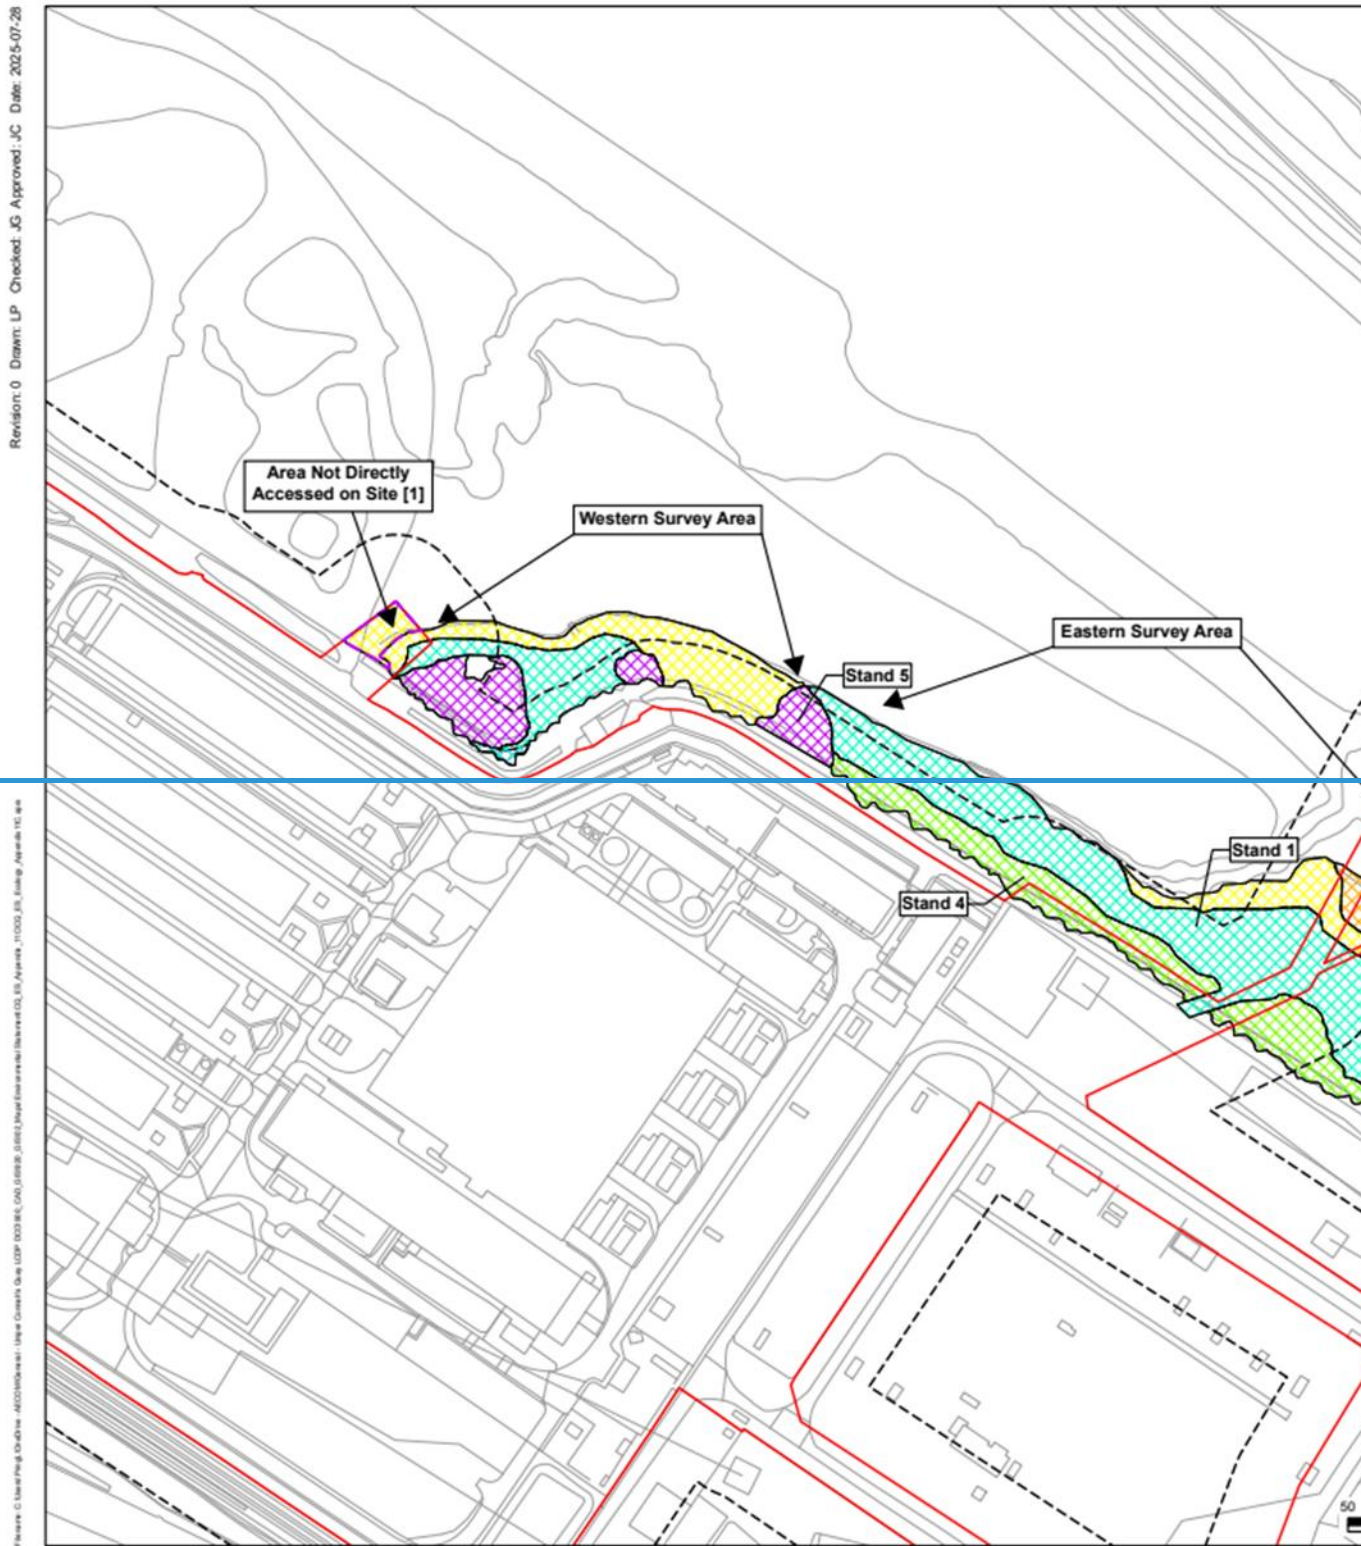 Revision: 0 Drawn: LP Checked: JG Approved: JC Date: 2025-07-28
Area Not Directly
Accessed on Site [1]
Western Survey Area
Eastern Survey Area
Stand 5
Stand 1
Stand 4
50